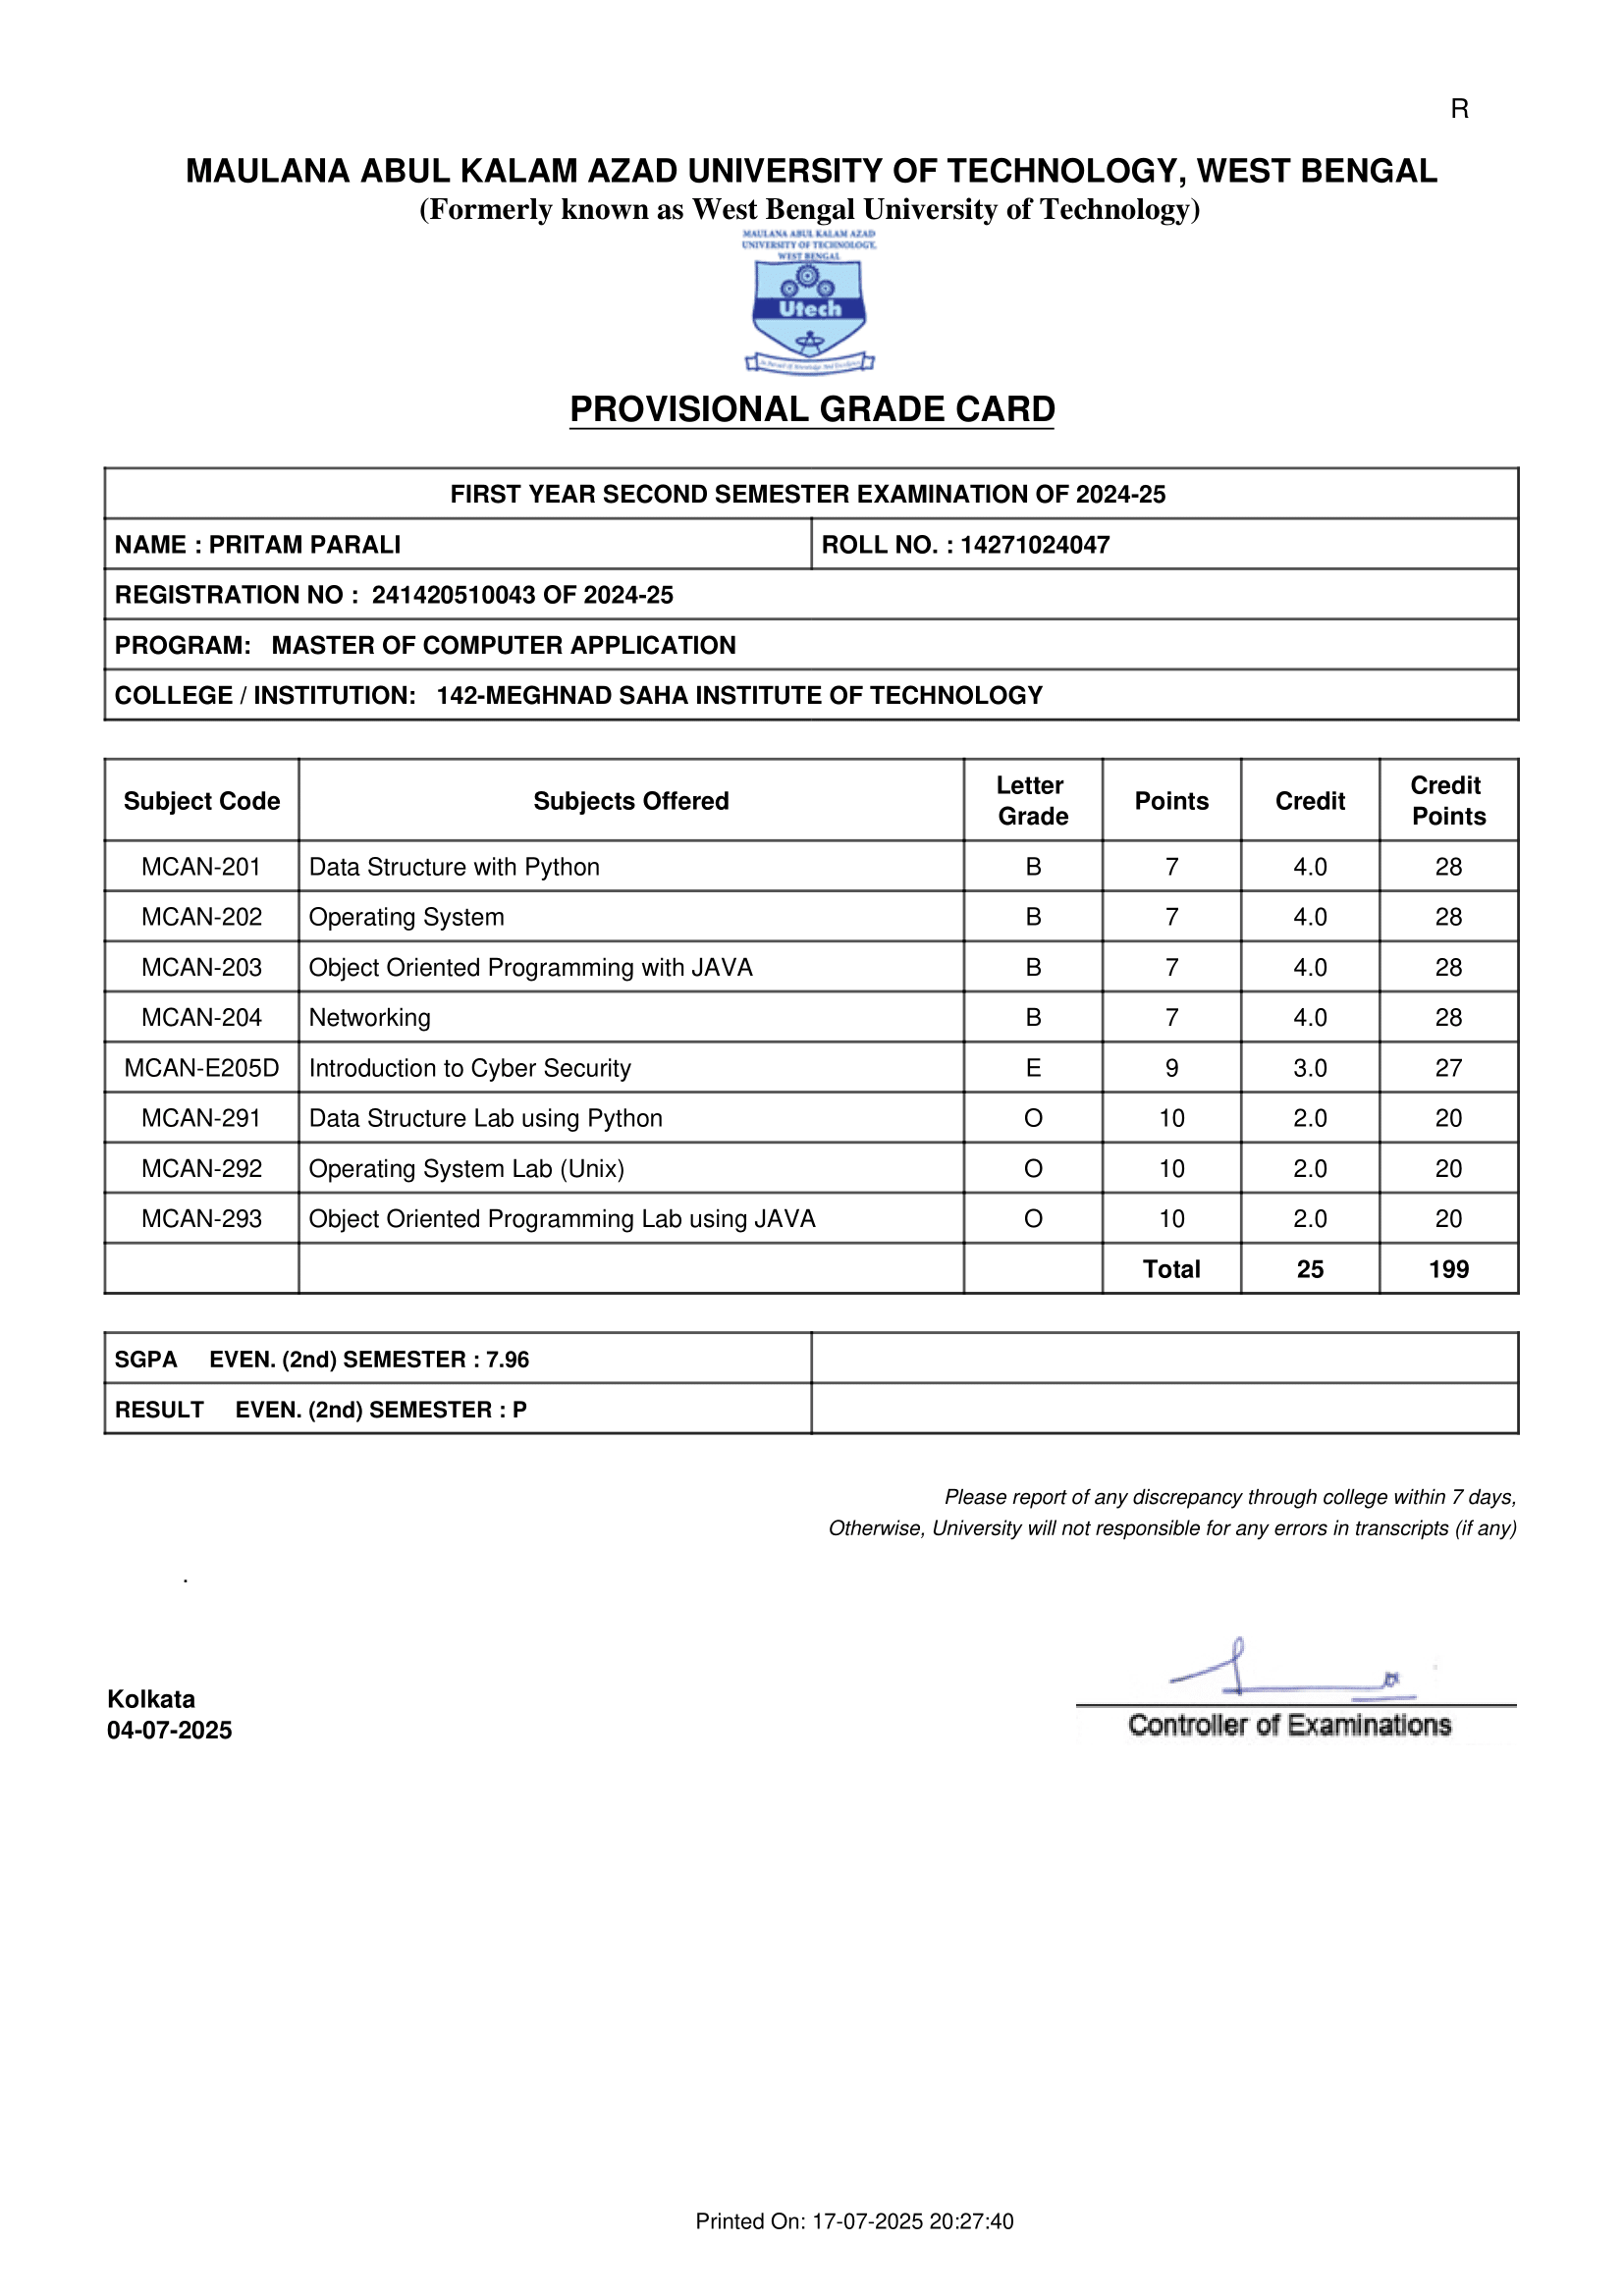 R
MAULANA ABUL KALAM AZAD UNIVERSITY OF TECHNOLOGY, WEST BENGAL
(Formerly known as West Bengal University of Technology)
MAULANA ABUL KALAM AZAD
UNIVERSITY OF TECHNOLOGY,
WEST BENGAL
Utech
In Pursuit of Knowledge And Excellence
PROVISIONAL GRADE CARD
FIRST YEAR SECOND SEMESTER EXAMINATION OF 2024-25
NAME : PRITAM PARALI ROLL NO. : 14271024047
REGISTRATION NO : 241420510043 OF 2024-25
PROGRAM: MASTER OF COMPUTER APPLICATION
COLLEGE / INSTITUTION: 142-MEGHNAD SAHA INSTITUTE OF TECHNOLOGY
Subject Code Subjects Offered Letter Grade Points Credit Credit Points
MCAN-201 Data Structure with Python B 7 4.0 28
MCAN-202 Operating System B 7 4.0 28
MCAN-203 Object Oriented Programming with JAVA B 7 4.0 28
MCAN-204 Networking B 7 4.0 28
MCAN-E205D Introduction to Cyber Security E 9 3.0 27
MCAN-291 Data Structure Lab using Python O 10 2.0 20
MCAN-292 Operating System Lab (Unix) O 10 2.0 20
MCAN-293 Object Oriented Programming Lab using JAVA O 10 2.0 20
Total 25 199
SGPA EVEN. (2nd) SEMESTER : 7.96
RESULT EVEN. (2nd) SEMESTER : P
Please report of any discrepancy through college within 7 days,
Otherwise, University will not responsible for any errors in transcripts (if any)
.
Kolkata
04-07-2025
Controller of Examinations
Printed On: 17-07-2025 20:27:40